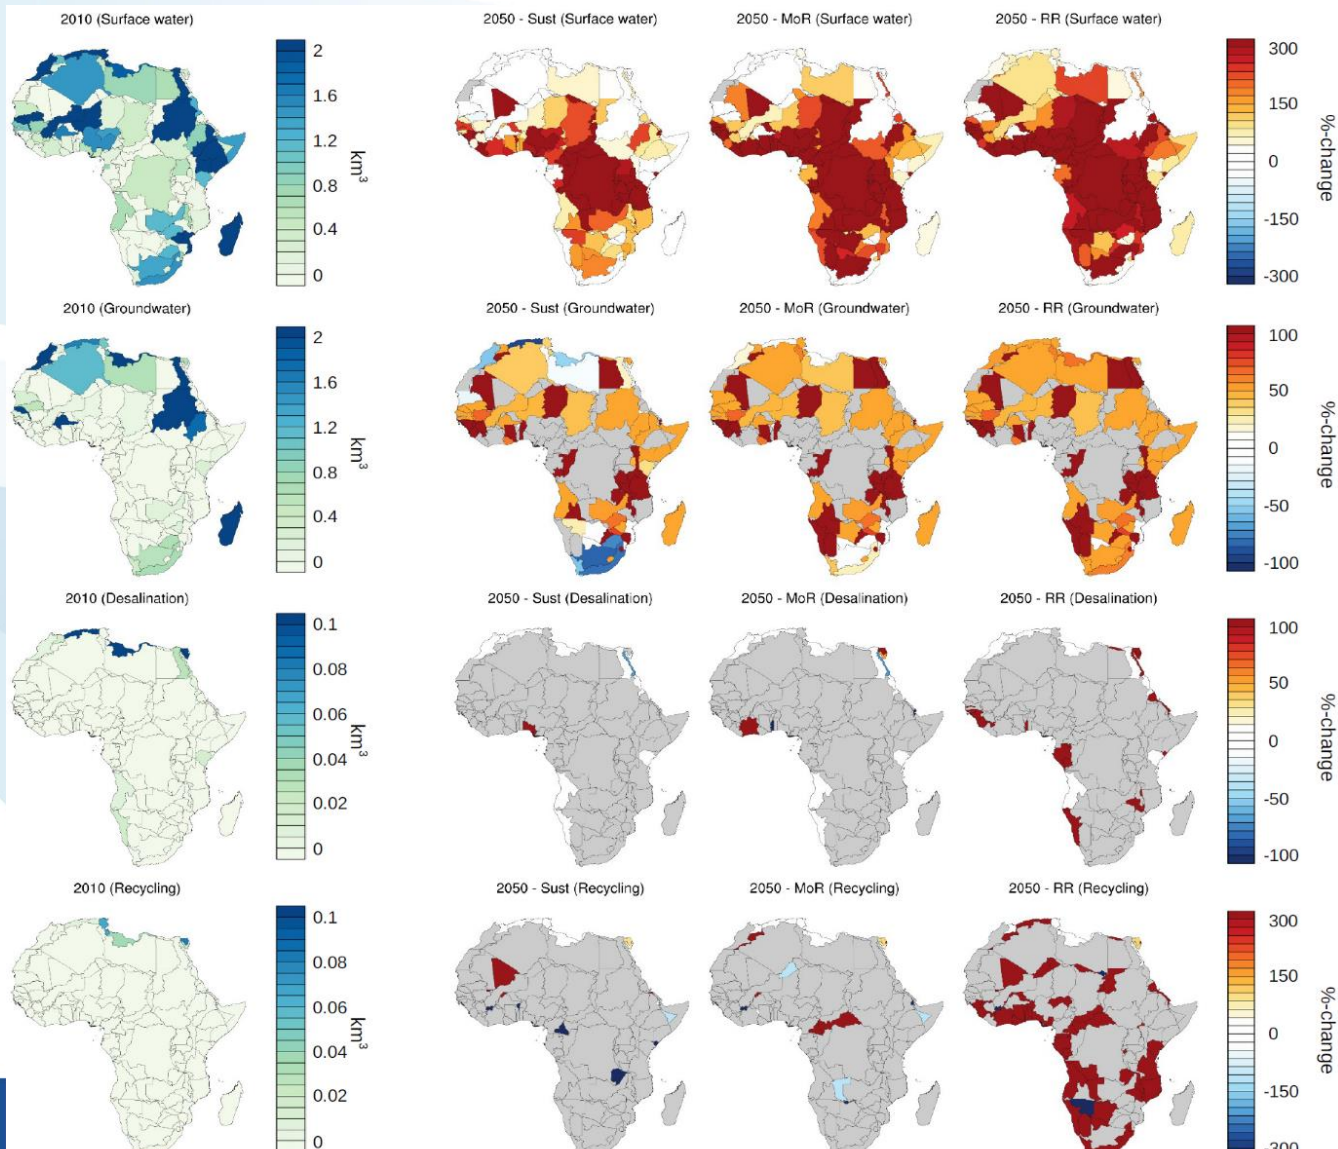 2010 (Surface water)
2050 - Sust (Surface water)
2050 - MoR (Surface water)
2050 - RR (Surface water)
2
1.6
1.2
0.8
0.4
0
km³
300
150
0
-150
-300
%-change
2010 (Groundwater)
2050 - Sust (Groundwater)
2050 - MoR (Groundwater)
2050 - RR (Groundwater)
2
1.6
1.2
0.8
0.4
0
km³
100
50
0
-50
-100
%-change
2010 (Desalination)
2050 - Sust (Desalination)
2050 - MoR (Desalination)
2050 - RR (Desalination)
0.1
0.08
0.06
0.04
0.02
0
km³
100
50
0
-50
-100
%-change
2010 (Recycling)
2050 - Sust (Recycling)
2050 - MoR (Recycling)
2050 - RR (Recycling)
0.1
0.08
0.06
0.04
0.02
0
km³
300
150
0
-150
-300
%-change